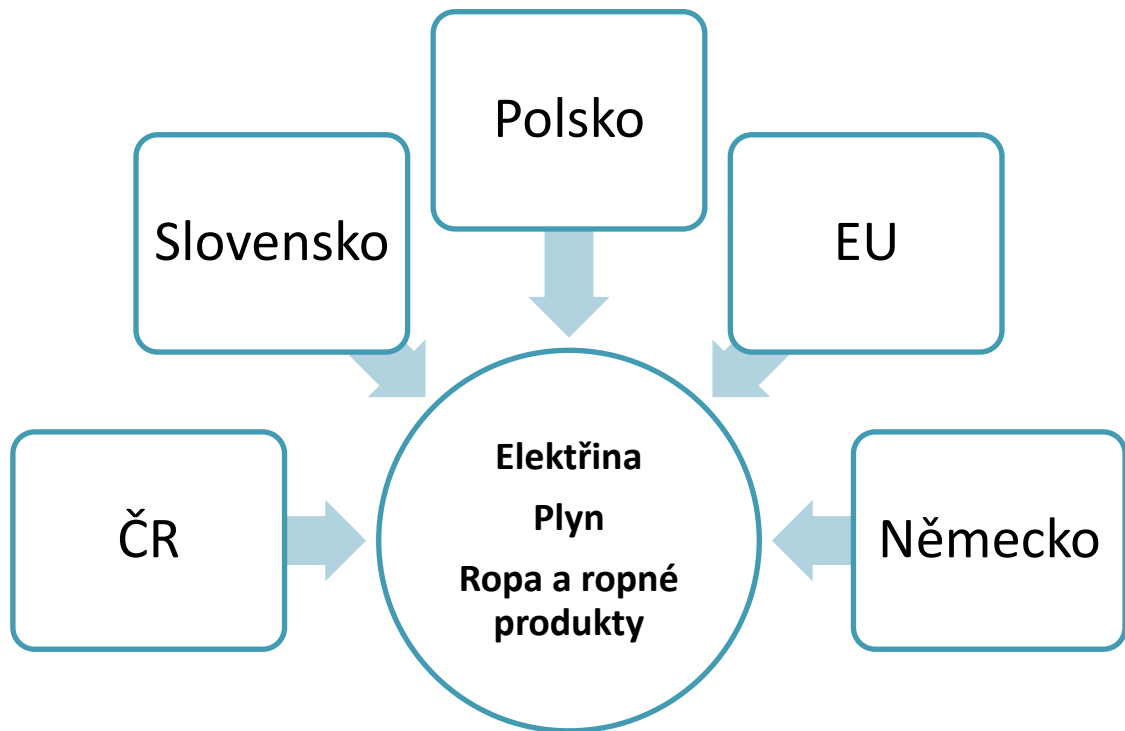 Polsko
Slovensko
EU
ČR
Elektřina
Plyn
Ropa a ropné
produkty
Německo